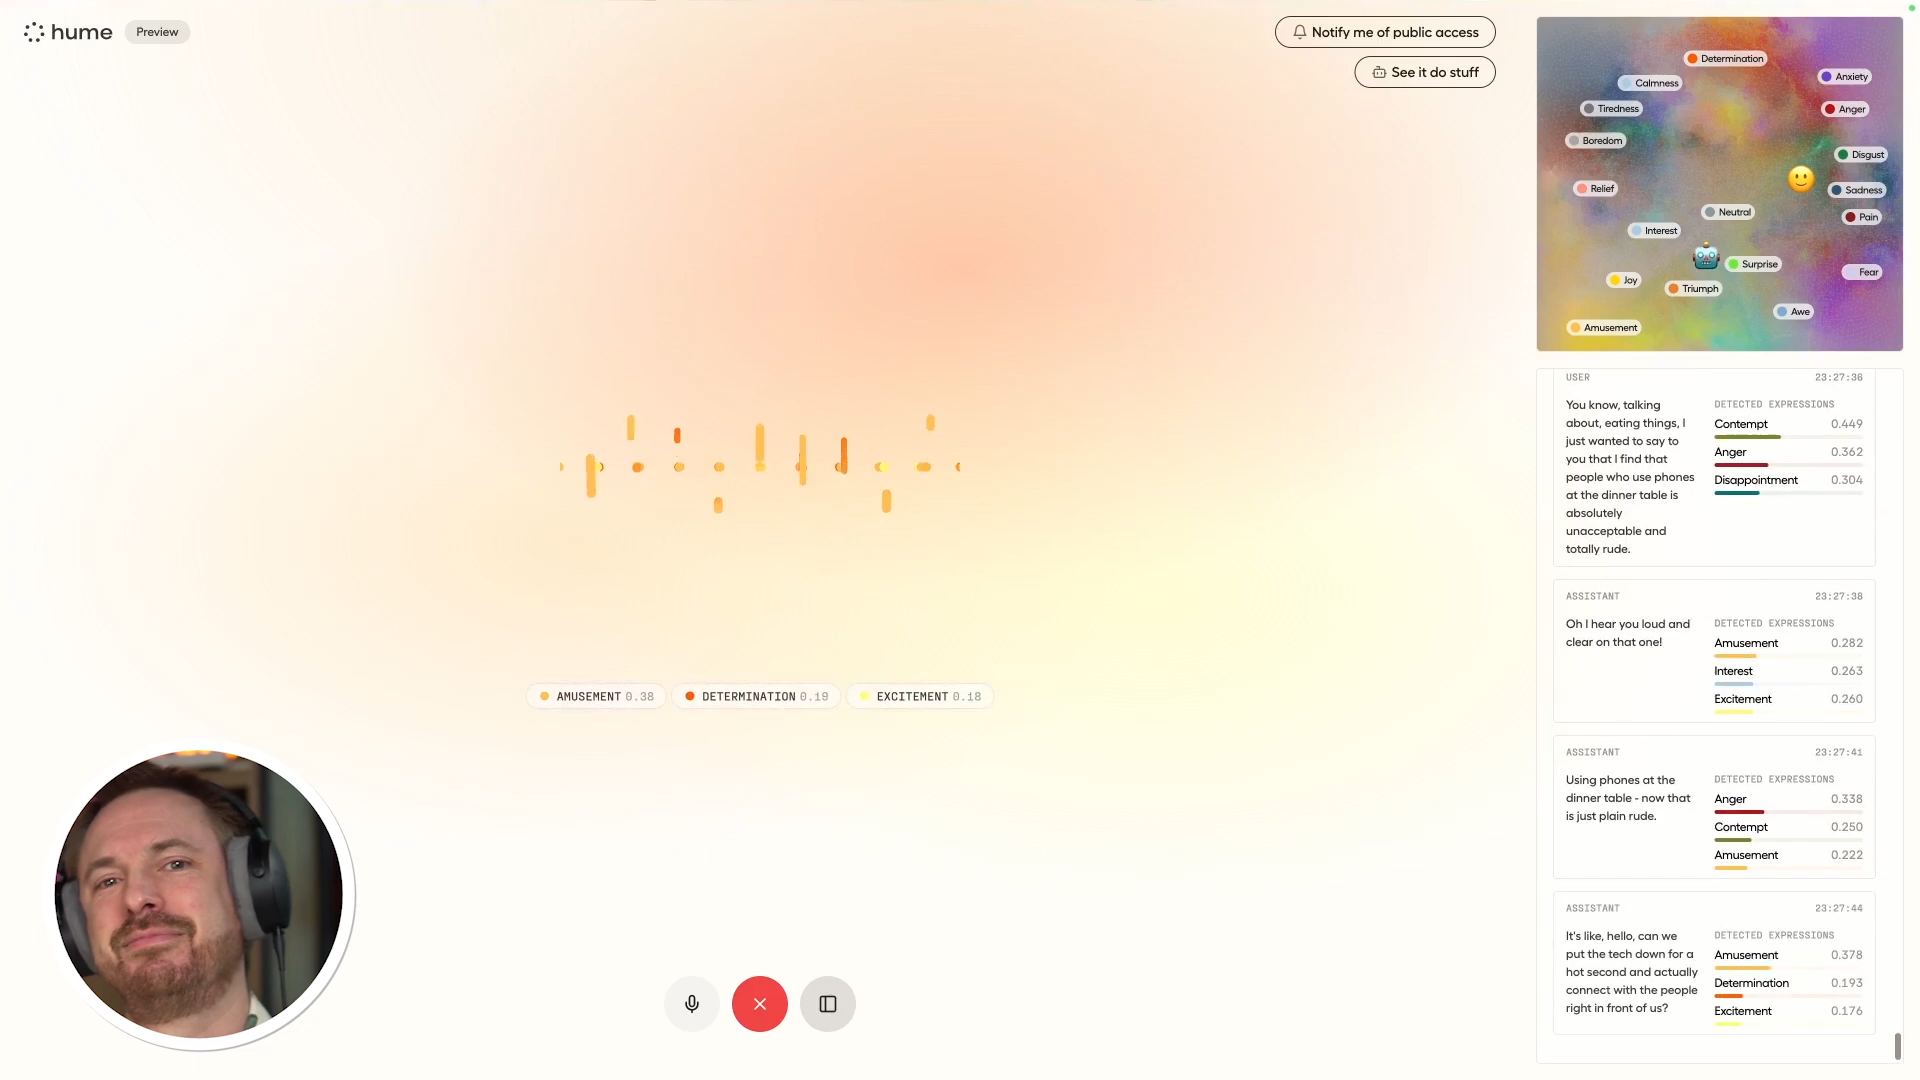 hume
Preview
Notify me of public access
See it do stuff
Determination
Calmness
Anxiety
Tiredness
Anger
Boredom
Disgust
Relief
Sadness
Neutral
Pain
Interest
Surprise
Fear
Joy
Triumph
Awe
Amusement
AMUSEMENT 0.38
DETERMINATION 0.19
EXCITEMENT 0.18
USER 23:27:36
You know, talking
about, eating things, I
just wanted to say to
you that I find that
people who use phones
at the dinner table is
absolutely
unacceptable and
totally rude.
DETECTED EXPRESSIONS
Contempt 0.449
Anger 0.362
Disappointment 0.304
ASSISTANT 23:27:38
Oh I hear you loud and
clear on that one!
DETECTED EXPRESSIONS
Amusement 0.282
Interest 0.263
Excitement 0.260
ASSISTANT 23:27:41
Using phones at the
dinner table - now that
is just plain rude.
DETECTED EXPRESSIONS
Anger 0.338
Contempt 0.250
Amusement 0.222
ASSISTANT 23:27:44
It's like, hello, can we
put the tech down for a
hot second and actually
connect with the people
right in front of us?
DETECTED EXPRESSIONS
Amusement 0.378
Determination 0.193
Excitement 0.176